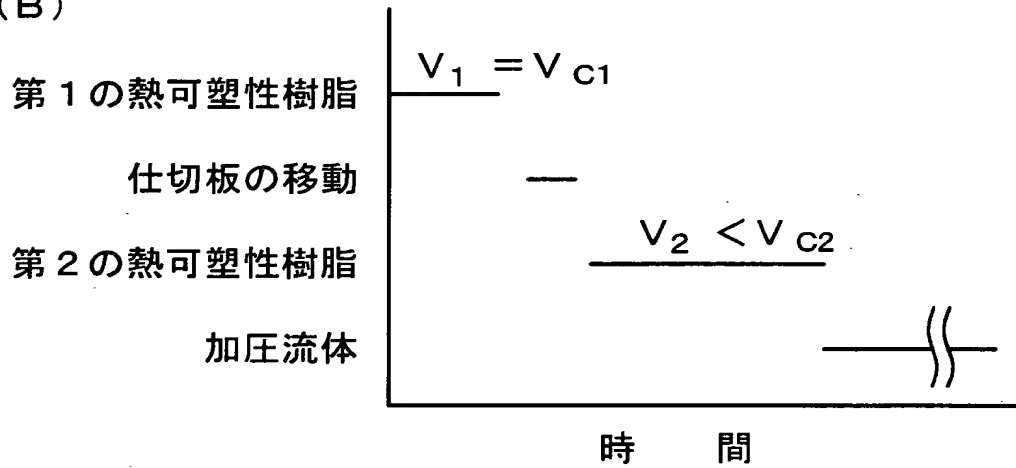 (B)
V1 = VC1
第1の熱可塑性樹脂
仕切板の移動
V2 < VC2
第2の熱可塑性樹脂
加圧流体
時 間